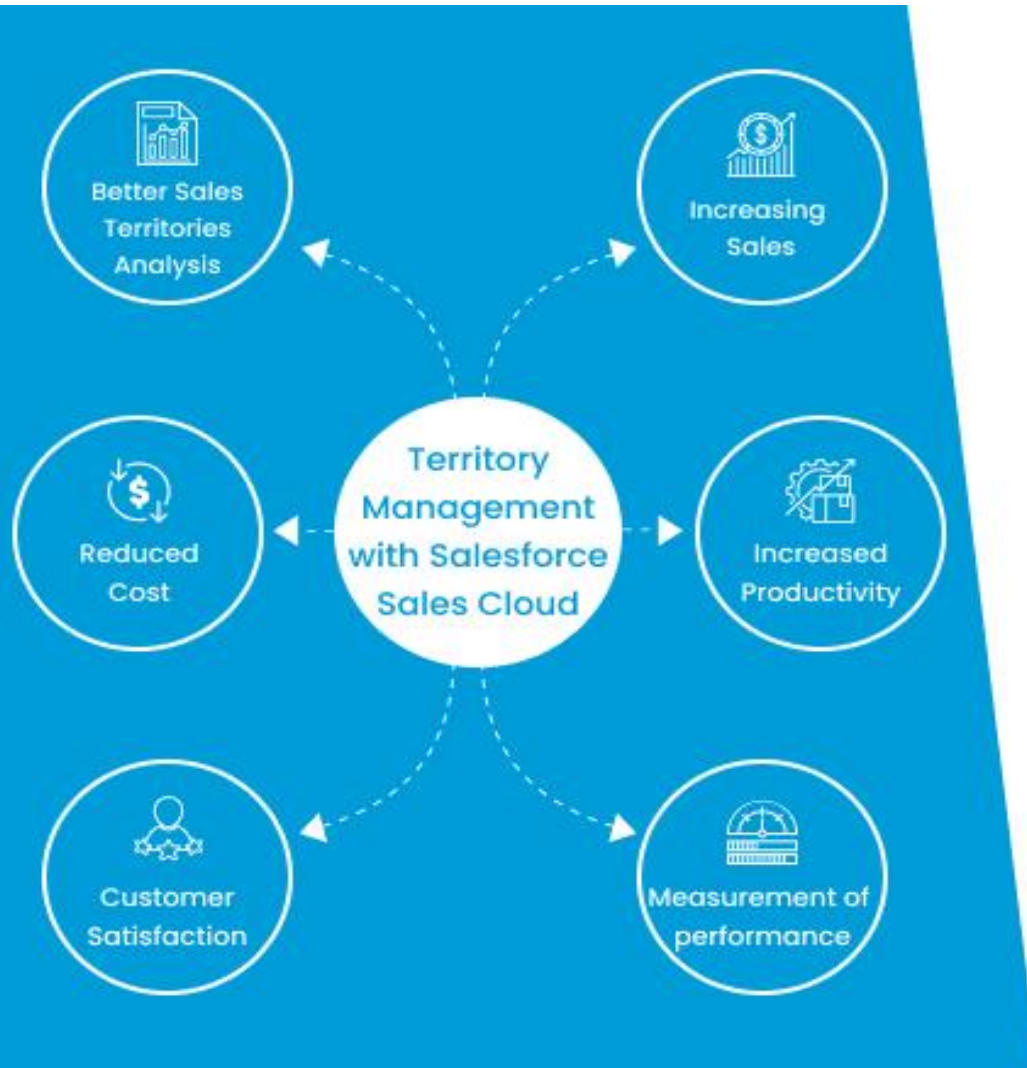 Better Sales
Territories
Analysis
Increasing
Sales
Territory
Management
with Salesforce
Sales Cloud
Reduced
Cost
Increased
Productivity
Customer
Satisfaction
Measurement of
performance